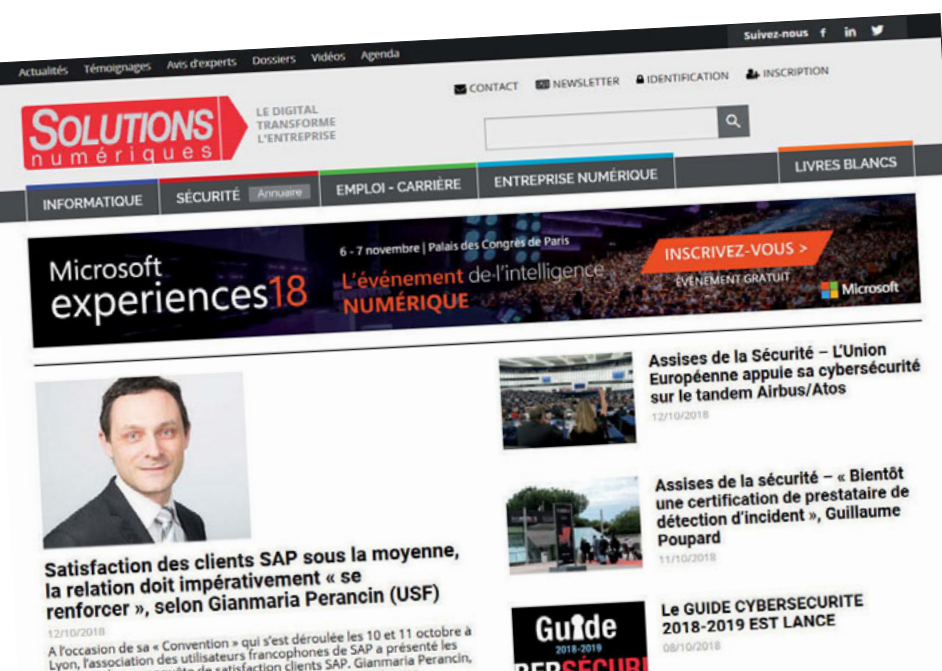 Suivez-nous f in
Actualités Témoignages Avis d'experts Dossiers Vidéos Agenda
CONTACT NEWSLETTER IDENTIFICATION INSCRIPTION
SOLUTIONS
numériques
LE DIGITAL
TRANSFORME
L'ENTREPRISE
INFORMATIQUE SÉCURITÉ Annuaire EMPLOI - CARRIÈRE ENTREPRISE NUMÉRIQUE LIVRES BLANCS
Microsoft
experiences18
6 - 7 novembre | Palais des Congrès de Paris
L'événement de l'intelligence
NUMÉRIQUE
INSCRIVEZ-VOUS >
ÉVÉNEMENT GRATUIT
Microsoft
Satisfaction des clients SAP sous la moyenne,
la relation doit impérativement « se
renforcer », selon Gianmaria Perancin (USF)
12/10/2018
A l'occasion de sa « Convention » qui s'est déroulée les 10 et 11 octobre à
Lyon, l'association des utilisateurs francophones de SAP a présenté les
satisfaction clients SAP. Gianmaria Perancin,
Assises de la Sécurité – L'Union
Européenne appuie sa cybersécurité
sur le tandem Airbus/Atos
12/10/2018
Assises de la sécurité – « Bientôt
une certification de prestataire de
détection d'incident », Guillaume
Poupard
11/10/2018
Guide
2018-2019
Le GUIDE CYBERSECURITE
2018-2019 EST LANCE
08/10/2018